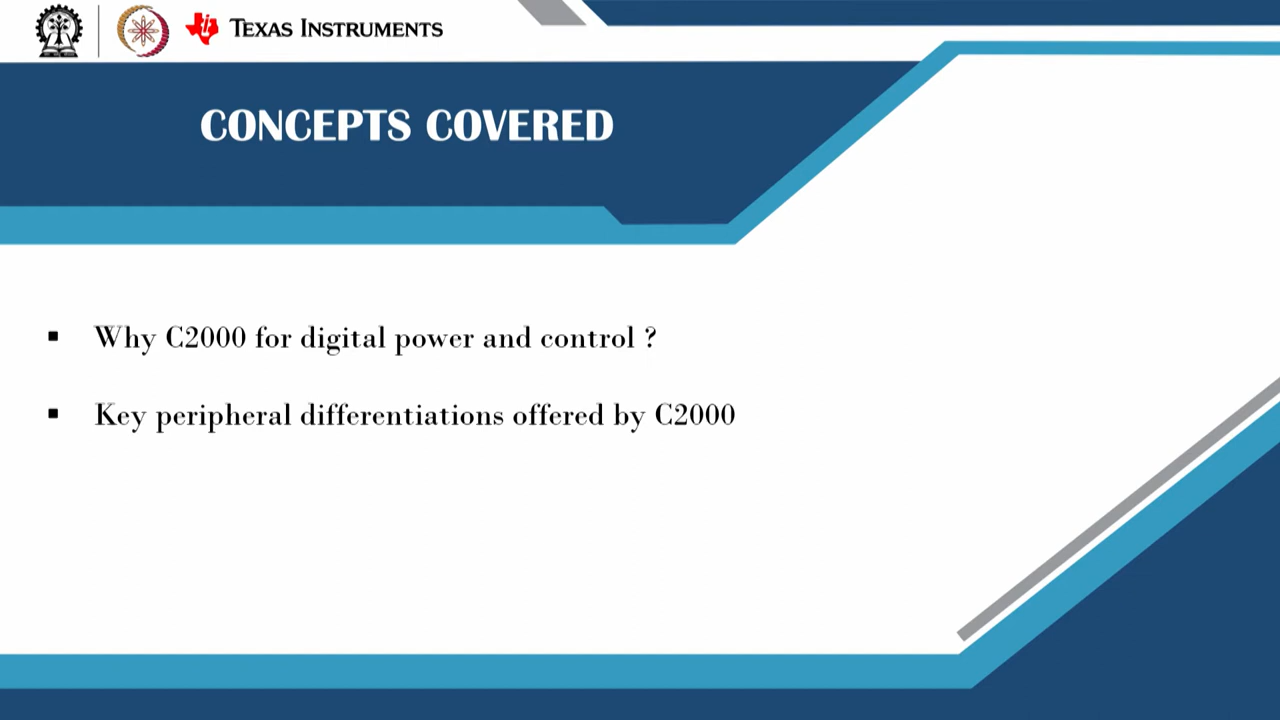 TEXAS INSTRUMENTS
CONCEPTS COVERED
▪ Why C2000 for digital power and control ?
▪ Key peripheral differentiations offered by C2000